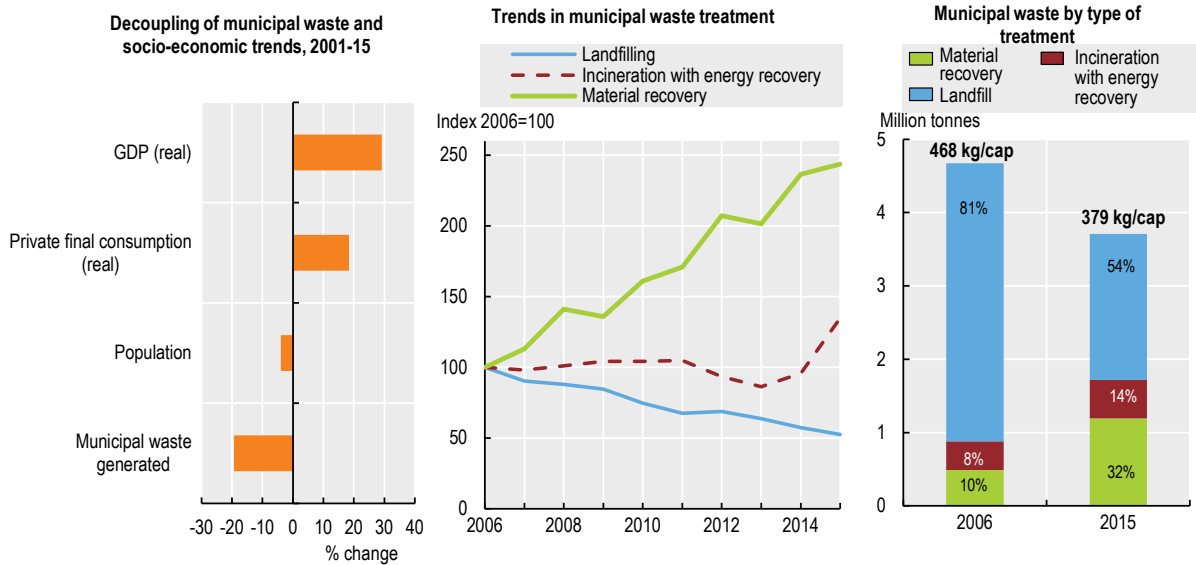 Decoupling of municipal waste and
socio-economic trends, 2001-15
GDP (real)
Private final consumption
(real)
Population
Municipal waste
generated
-30 -20 -10 0 10 20 30 40
% change
Trends in municipal waste treatment
Landfilling
Incineration with energy recovery
Material recovery
Index 2006=100
250
200
150
100
50
0
2006 2008 2010 2012 2014
Municipal waste by type of
treatment
Material
recovery
Incineration
with energy
recovery
Landfill
Million tonnes
5
4
3
2
1
0
468 kg/cap
81%
8%
10%
379 kg/cap
54%
14%
32%
2006 2015